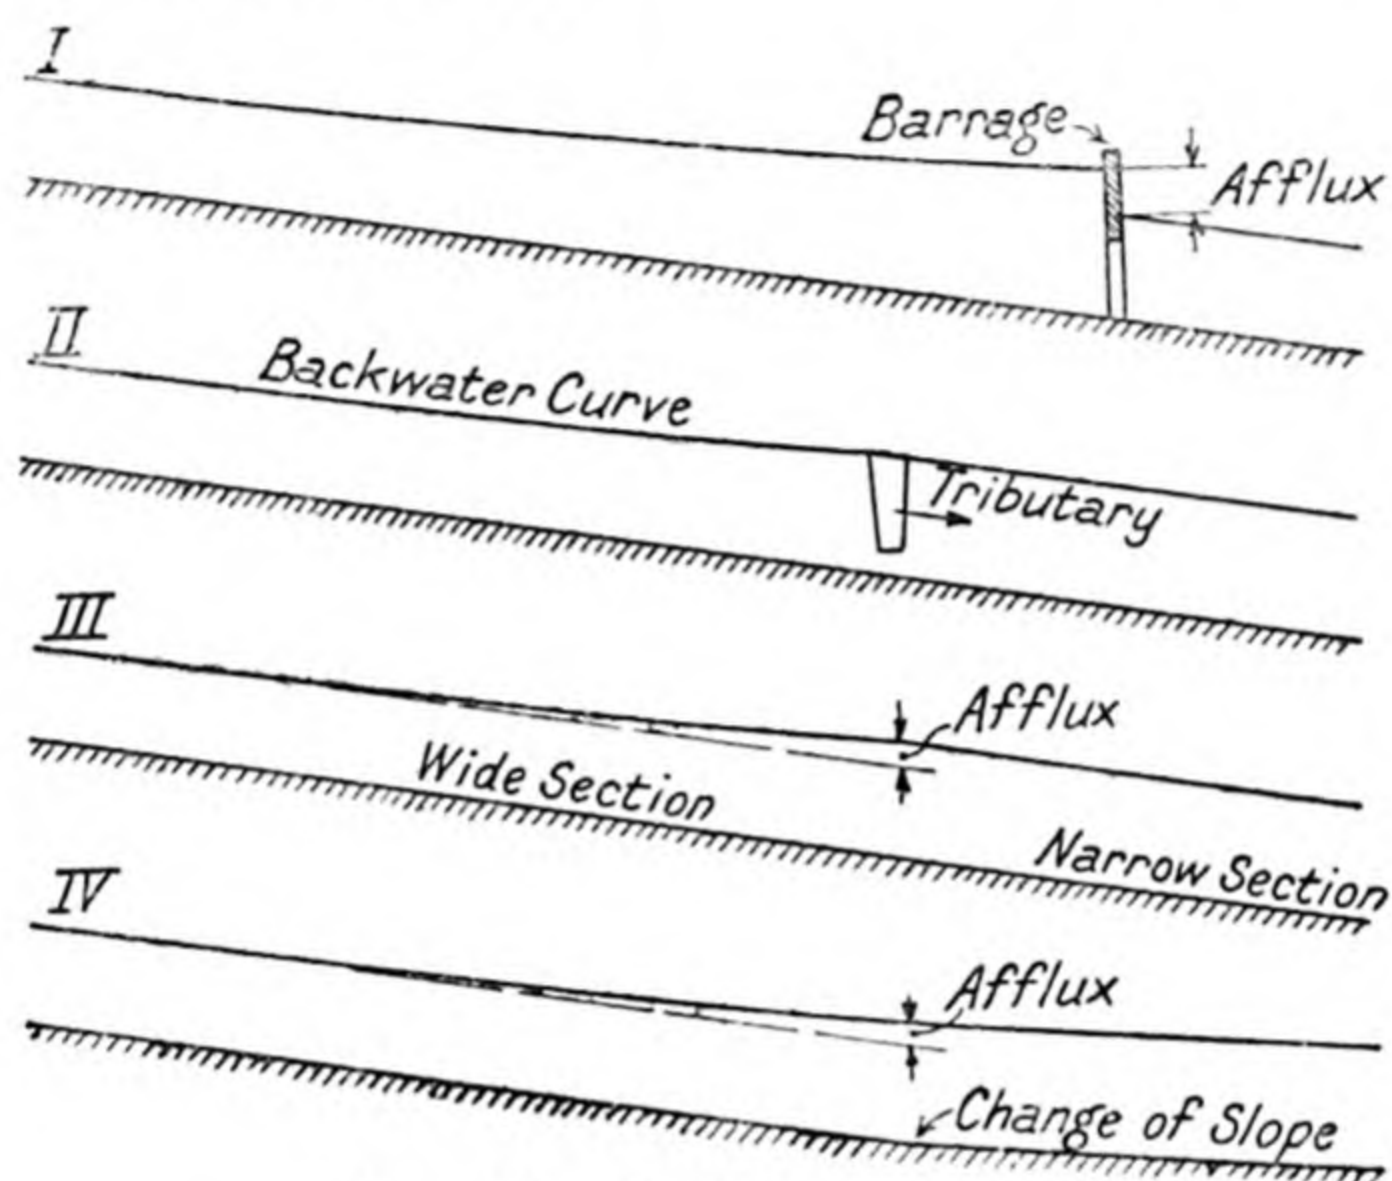 I
Barrage
Afflux
II
Backwater Curve
Tributary
III
Afflux
Wide Section
Narrow Section
IV
Afflux
Change of Slope